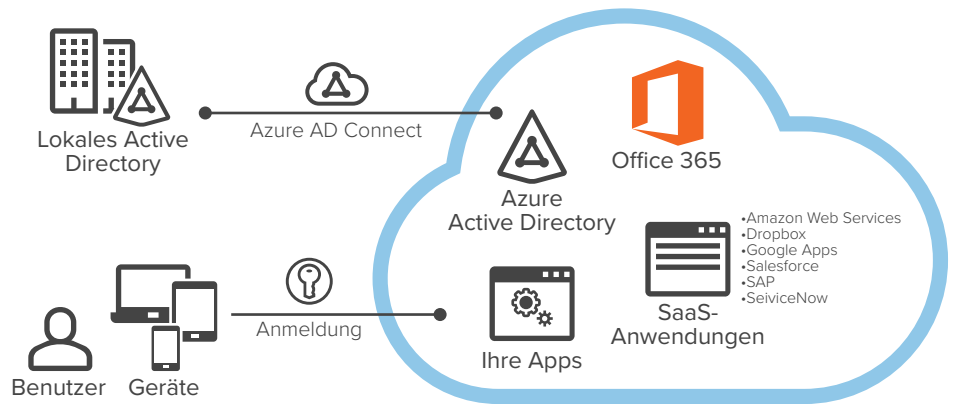 Lokales Active
Directory
Azure AD Connect
Azure
Active Directory
Office 365
•Amazon Web Services
•Dropbox
•Google Apps
•Salesforce
•SAP
•SeiviceNow
SaaS-
Anwendungen
Ihre Apps
Anmeldung
Benutzer
Geräte